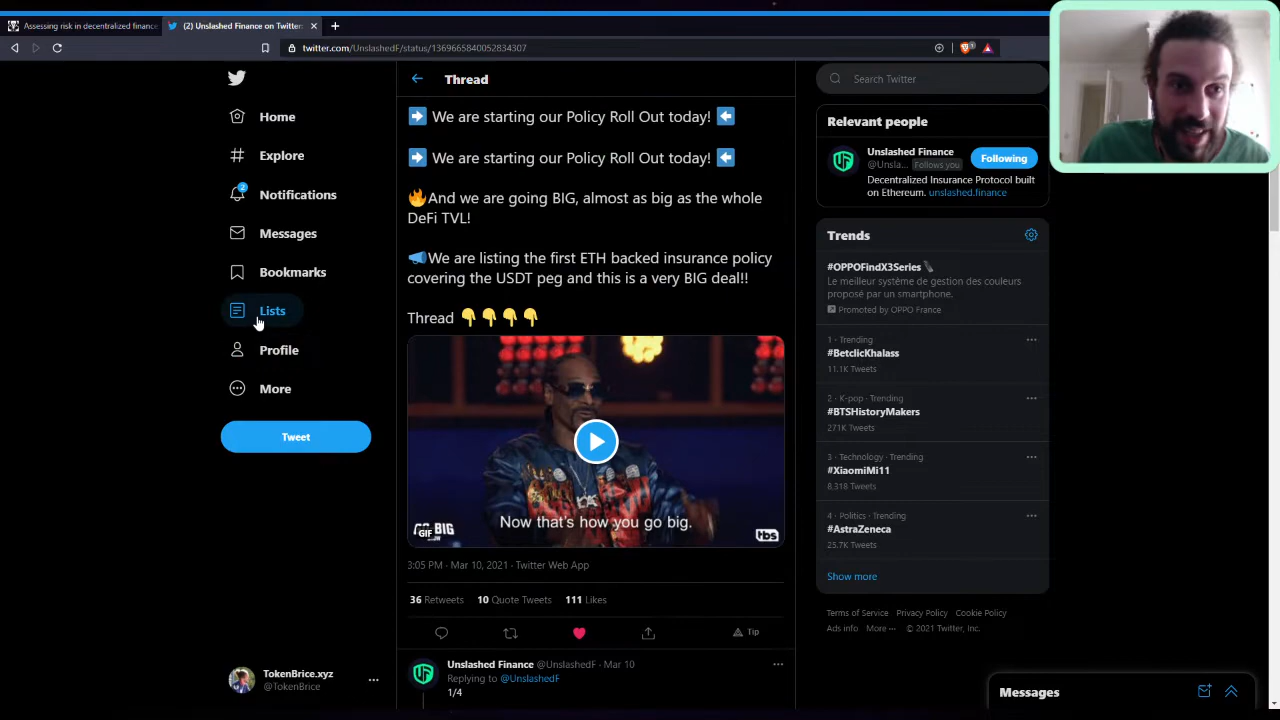 Assessing risk in decentralized finance
(2) Unslashed Finance on Twitter:
twitter.com/UnslashedF/status/1369665840052834307
Home
Explore
2
Notifications
Messages
Bookmarks
Lists
Profile
More
Tweet
TokenBrice.xyz
@TokenBrice
Thread
➡️ We are starting our Policy Roll Out today! ⬅️
➡️ We are starting our Policy Roll Out today! ⬅️
🔥And we are going BIG, almost as big as the whole
DeFi TVL!
📣We are listing the first ETH backed insurance policy
covering the USDT peg and this is a very BIG deal!!
Thread 👇👇👇👇
Now that's how you go big.
GO BIG
GIF
tbs
3:05 PM · Mar 10, 2021 · Twitter Web App
36 Retweets 10 Quote Tweets 111 Likes
Tip
Unslashed Finance @UnslashedF · Mar 10
Replying to @UnslashedF
1/4
Search Twitter
Relevant people
Unslashed Finance
@Unsla... Follows you
Following
Decentralized Insurance Protocol built
on Ethereum. unslashed.finance
Trends
#OPPOFindX3Series
Le meilleur système de gestion des couleurs
proposé par un smartphone.
Promoted by OPPO France
1 · Trending
#BetclicKhalass
11.1K Tweets
2 · K-pop · Trending
#BTSHistoryMakers
271K Tweets
3 · Technology · Trending
#XiaomiMi11
8,318 Tweets
4 · Politics · Trending
#AstraZeneca
25.7K Tweets
Show more
Terms of Service Privacy Policy Cookie Policy
Ads info More ··· © 2021 Twitter, Inc.
Messages